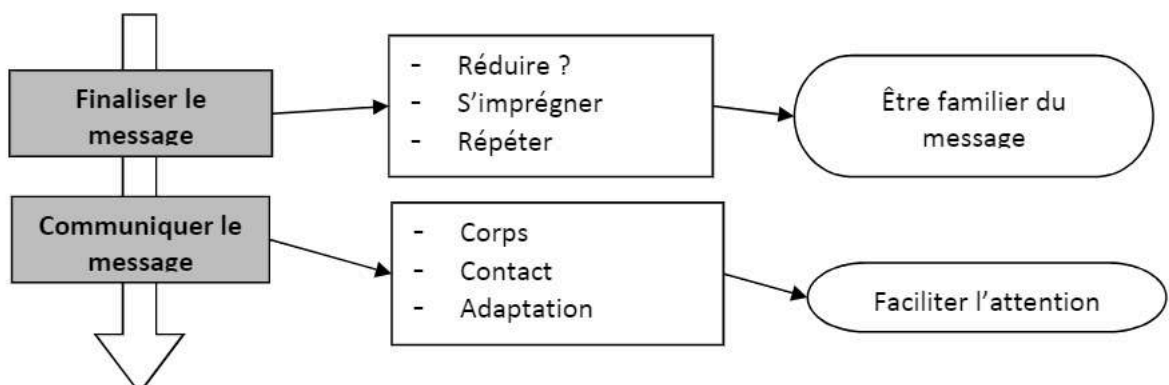 Finaliser le
message
- Réduire ?
- S'imprégner
- Répéter
Être familier du
message
Communiquer le
message
- Corps
- Contact
- Adaptation
Faciliter l'attention